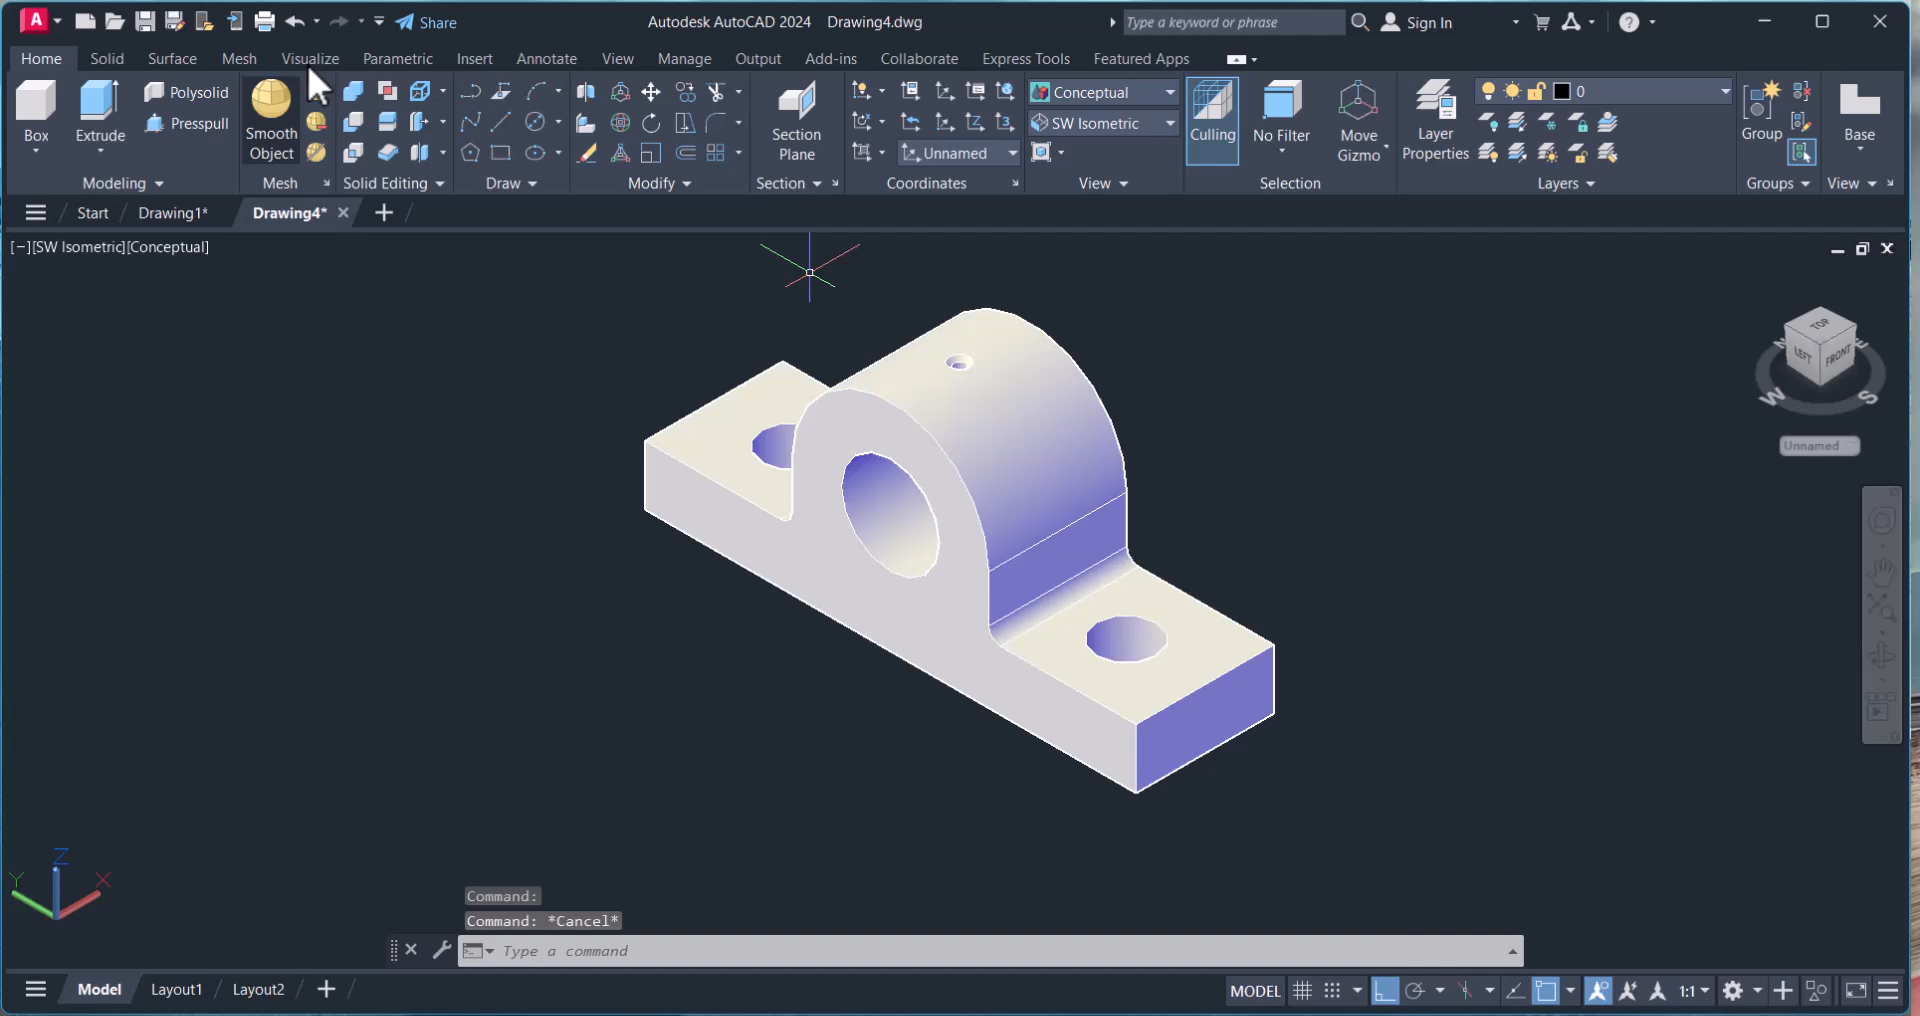 A Share Autodesk AutoCAD 2024 Drawing4.dwg Type a keyword or phrase Sign In
Home Solid Surface Mesh Visualize Parametric Insert Annotate View Manage Output Add-ins Collaborate Express Tools Featured Apps
Box Extrude Polysolid Presspull
Smooth Object
Section Plane
Unnamed
Conceptual
SW Isometric
Culling No Filter Move Gizmo
Layer Properties
0
Group Base
Modeling Mesh Solid Editing Draw Modify Section Coordinates View Selection Layers Groups View
Start Drawing1* Drawing4*
[−][SW Isometric][Conceptual]
TOP
LEFT FRONT
N E
W S
Unnamed
Z
Y X
Command:
Command: *Cancel*
Type a command
Model Layout1 Layout2 MODEL 1:1